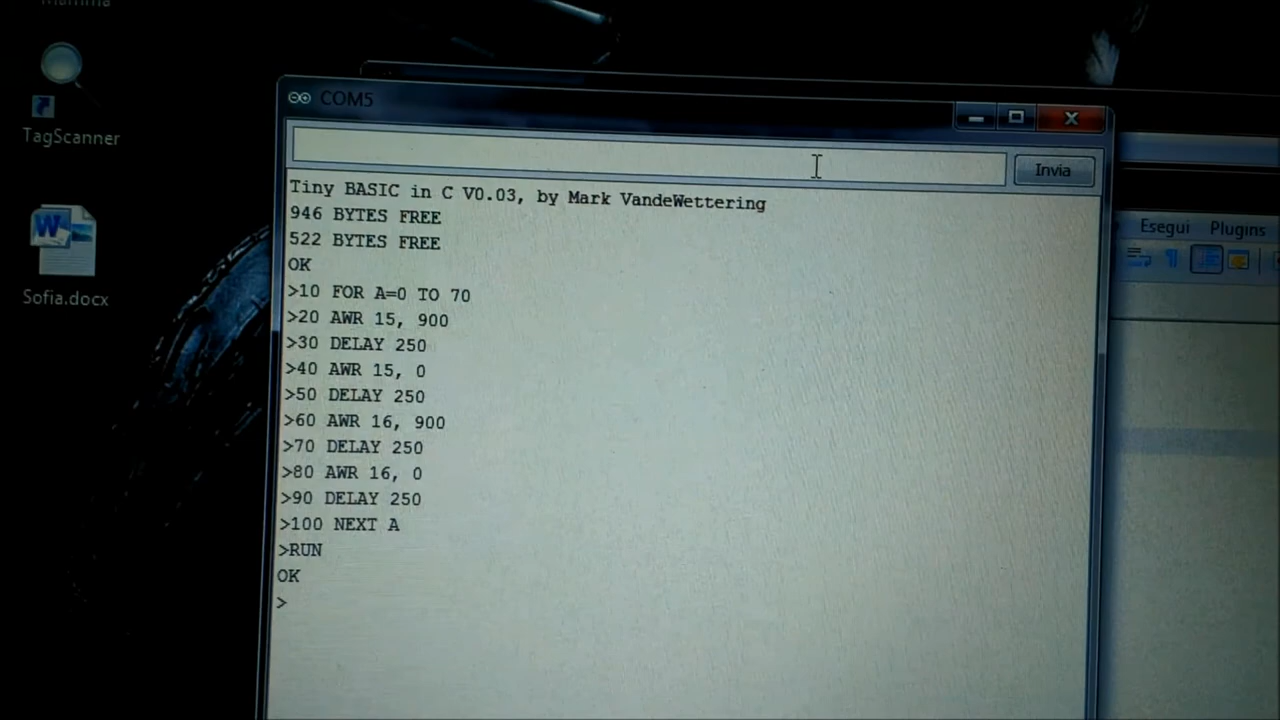 TagScanner
Sofia.docx
COM5
Invia
Tiny BASIC in C V0.03, by Mark VandeWettering
946 BYTES FREE
522 BYTES FREE
OK
>10 FOR A=0 TO 70
>20 AWR 15, 900
>30 DELAY 250
>40 AWR 15, 0
>50 DELAY 250
>60 AWR 16, 900
>70 DELAY 250
>80 AWR 16, 0
>90 DELAY 250
>100 NEXT A
>RUN
OK
>
Esegui Plugins